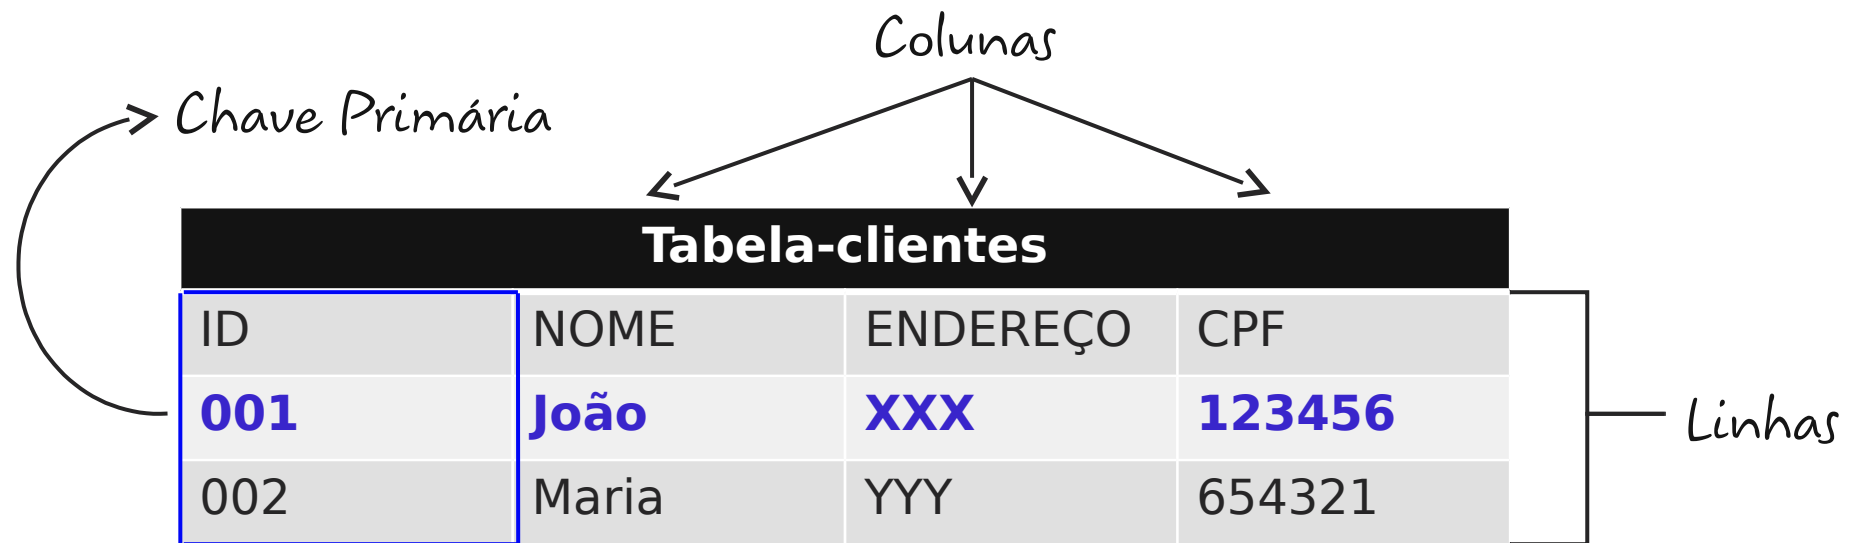 Colunas
Chave Primária
Tabela-clientes
ID NOME ENDEREÇO CPF
001 João XXX 123456
Linhas
002 Maria YYY 654321